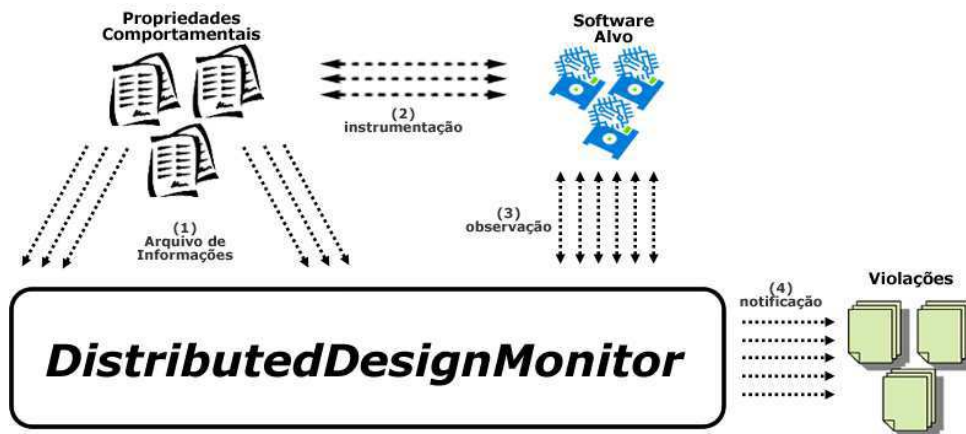 Propriedades
Comportamentais
Software
Alvo
(2)
instrumentação
(1)
Arquivo de
Informações
(3)
observação
(4)
notificação
Violações
DistributedDesignMonitor